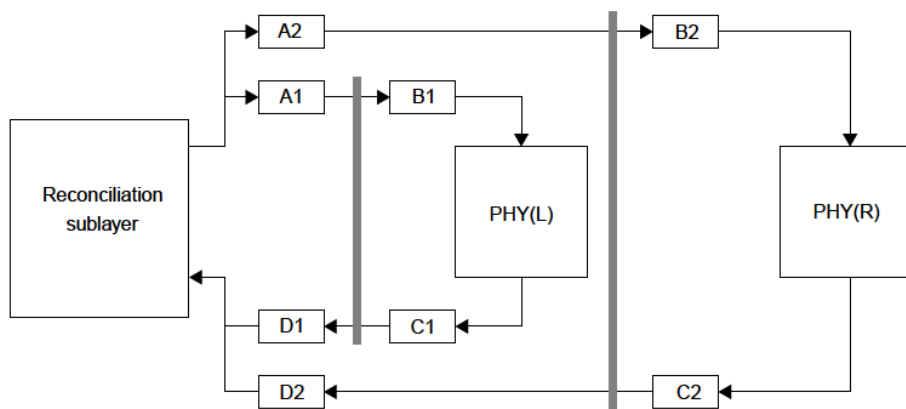 A2
B2
A1
B1
Reconciliation
sublayer
PHY(L)
PHY(R)
D1
C1
D2
C2